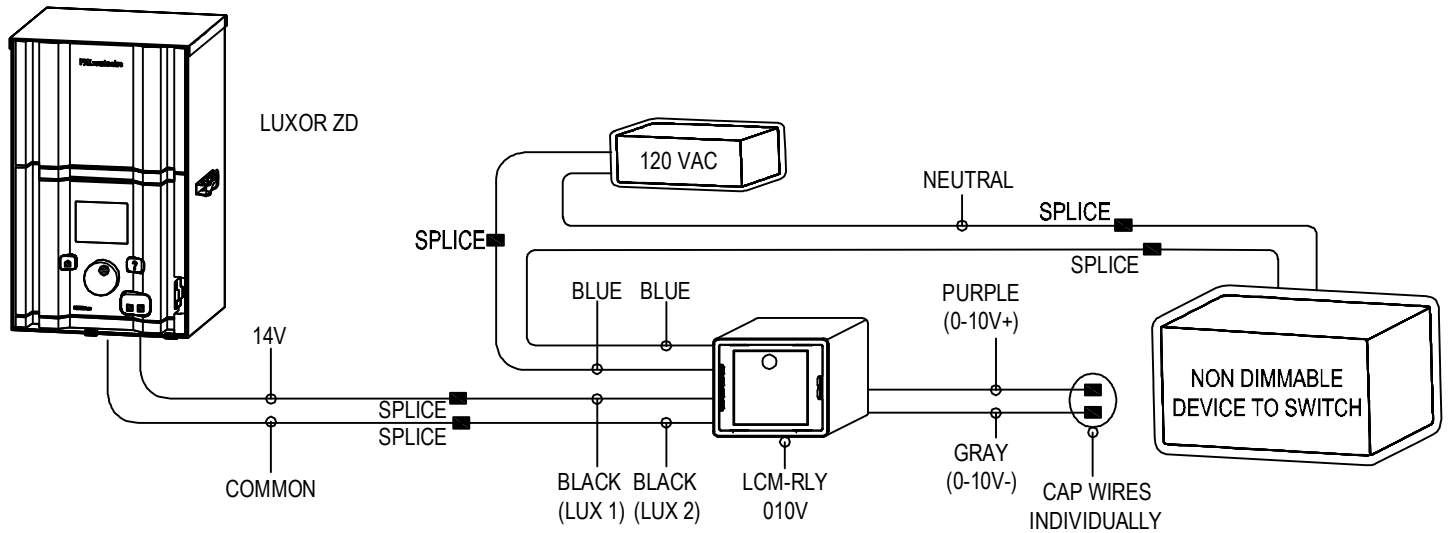 LUXOR ZD
120 VAC
NEUTRAL
SPLICE
SPLICE
SPLICE
BLUE
BLUE
PURPLE
(0-10V+)
14V
NON DIMMABLE
DEVICE TO SWITCH
SPLICE
SPLICE
COMMON
BLACK
(LUX 1)
BLACK
(LUX 2)
LCM-RLY
010V
GRAY
(0-10V-)
CAP WIRES
INDIVIDUALLY
?